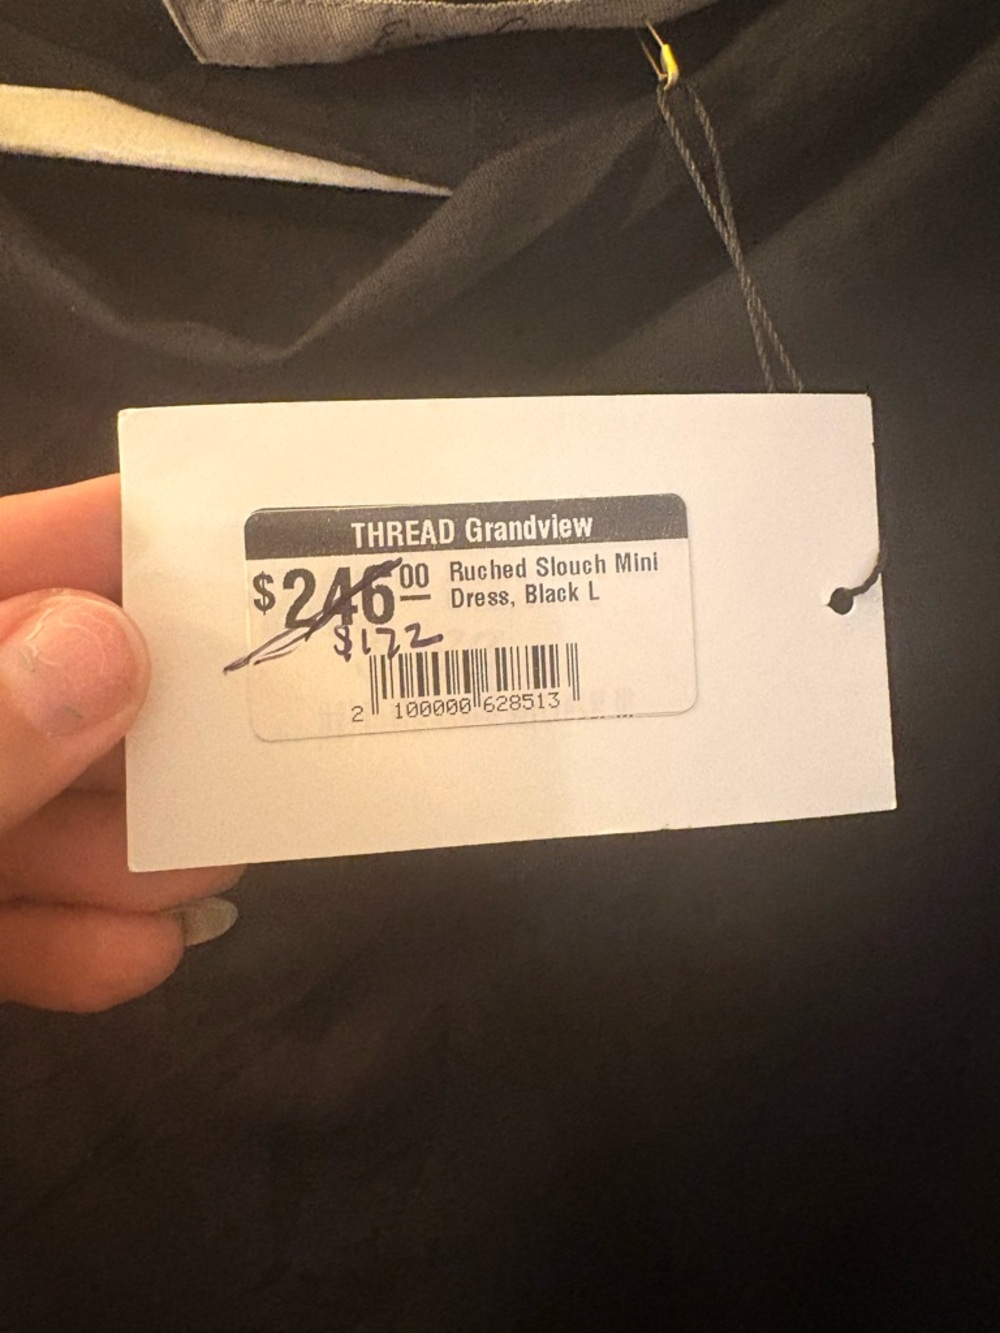 THREAD Grandview
$246.00 Ruched Slouch Mini
Dress, Black L
$172
2 100000 628513